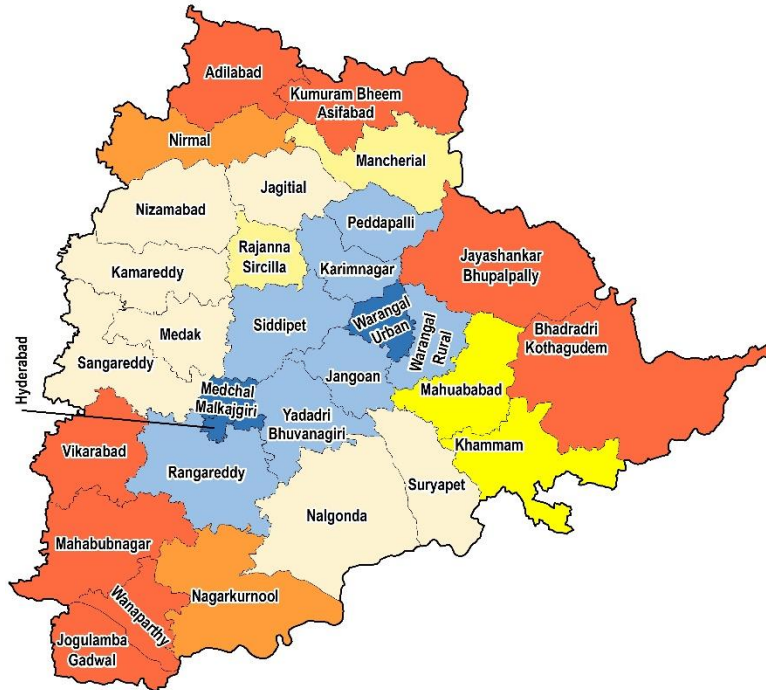 Adilabad
Kumuram Bheem
Asifabad
Nirmal
Mancherial
Jagitial
Nizamabad
Peddapalli
Rajanna
Sircilla
Jayashankar
Bhupalpally
Karimnagar
Kamareddy
Warangal
Urban
Siddipet
Warangal
Rural
Bhadradri
Kothagudem
Medak
Sangareddy
Hyderabad
Jangoan
Mahuababad
Medchal
Malkajgiri
Yadadri
Bhuvanagiri
Khammam
Vikarabad
Rangareddy
Suryapet
Nalgonda
Mahabubnagar
Nagarkurnool
Wanaparthy
Jogulamba
Gadwal